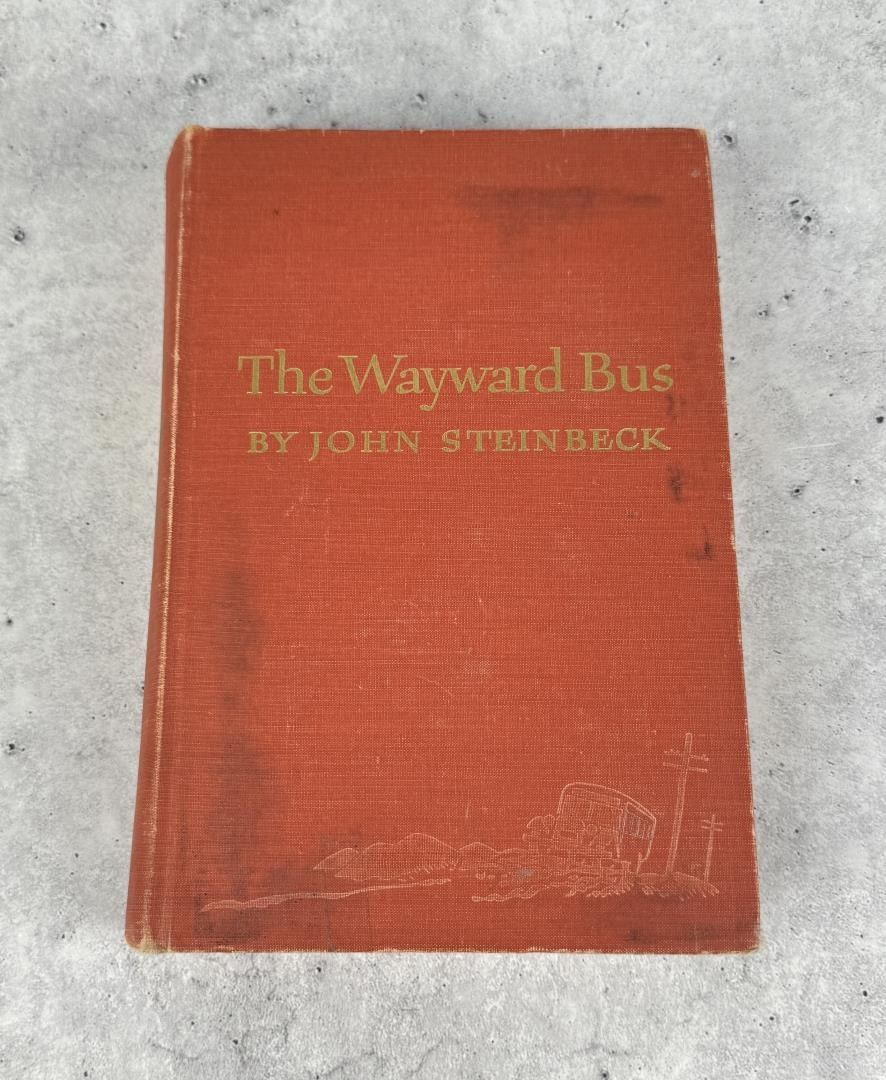 The Wayward Bus
BY JOHN STEINBECK